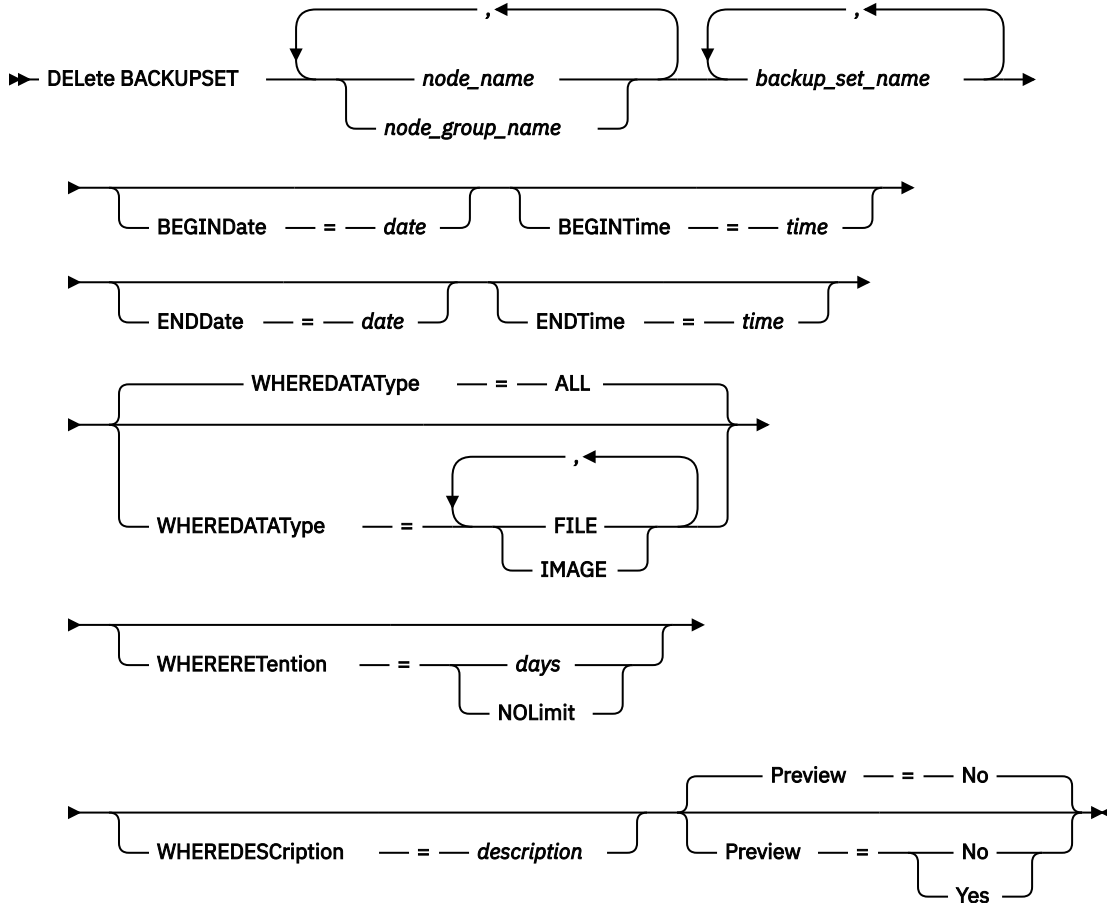 , ,
DELete BACKUPSET node_name backup_set_name
node_group_name
BEGINDate = date BEGINTime = time
ENDDate = date ENDTime = time
WHEREDATAType = ALL
,
WHEREDATAType = FILE
IMAGE
WHERERETention = days
NOLimit
Preview = No
WHEREDESCription = description Preview = No
Yes